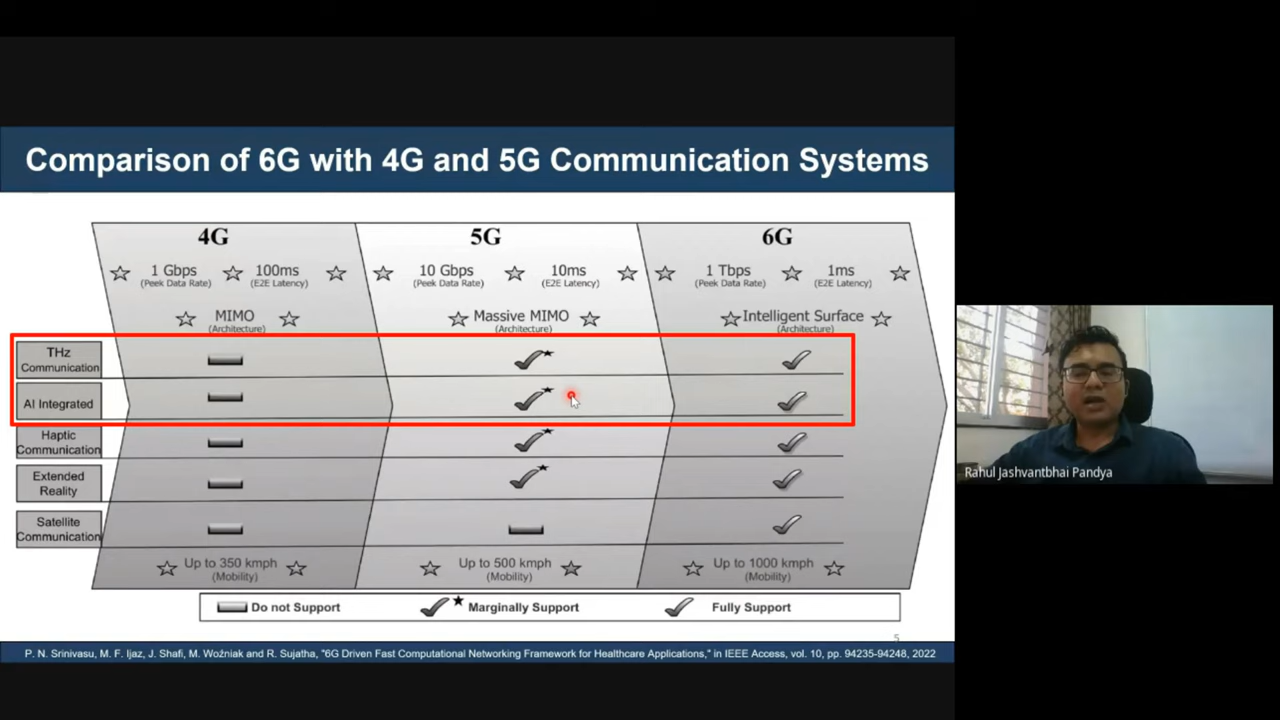 Comparison of 6G with 4G and 5G Communication Systems
4G
5G
6G
1 Gbps
(Peek Data Rate)
100ms
(E2E Latency)
10 Gbps
(Peek Data Rate)
10ms
(E2E Latency)
1 Tbps
(Peek Data Rate)
1ms
(E2E Latency)
MIMO
(Architecture)
Massive MIMO
(Architecture)
Intelligent Surface
(Architecture)
THz
Communication
AI Integrated
Haptic
Communication
Extended
Reality
Satellite
Communication
Up to 350 kmph
(Mobility)
Up to 500 kmph
(Mobility)
Up to 1000 kmph
(Mobility)
Do not Support
Marginally Support
Fully Support
5
P. N. Srinivasu, M. F. Ijaz, J. Shafi, M. Woźniak and R. Sujatha, "6G Driven Fast Computational Networking Framework for Healthcare Applications," in IEEE Access, vol. 10, pp. 94235-94248, 2022
Rahul Jashvantbhai Pandya